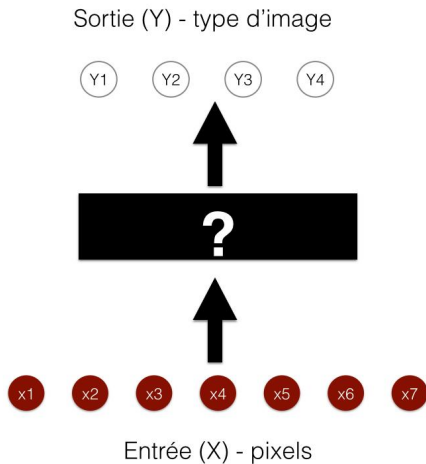 Sortie (Y) - type d'image
Y1 Y2 Y3 Y4
?
x1 x2 x3 x4 x5 x6 x7
Entrée (X) - pixels